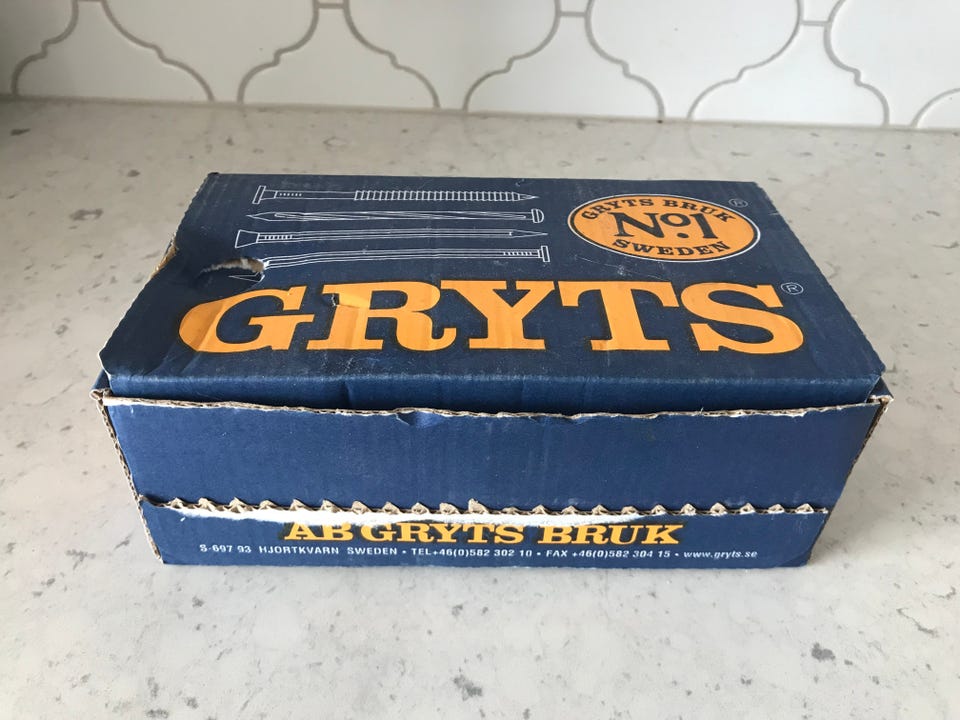 GRYTS BRUK
®
No.1
SWEDEN
GRYTS®
AB GRYTS BRUK
S-697 93 HJORTKVARN SWEDEN • TEL+46(0)582 302 10 • FAX +46(0)582 304 15 • www.gryts.se